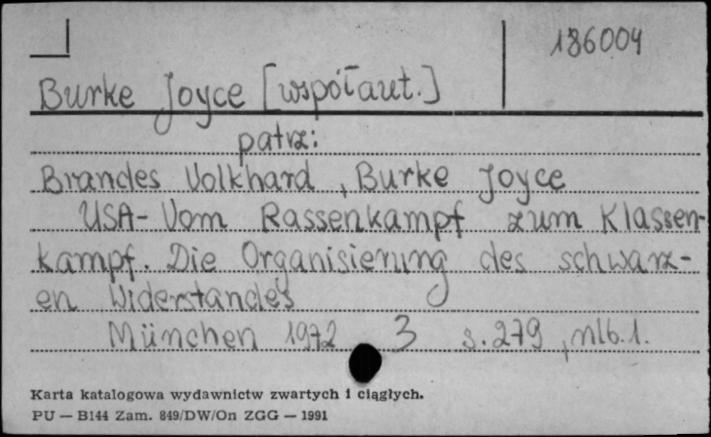 186004
Burke Joyce [współaut.]
patrz:
Brandes Volkhard, Burke Joyce
USA - Vom Rassenkampf zum Klassen-
kampf. Die Organisierung des schwarz-
en Widerstandes
München 1972 3 s. 279, nlb. 1.
Karta katalogowa wydawnictw zwartych i ciągłych.
PU — B144 Zam. 849/DW/On ZGG — 1991